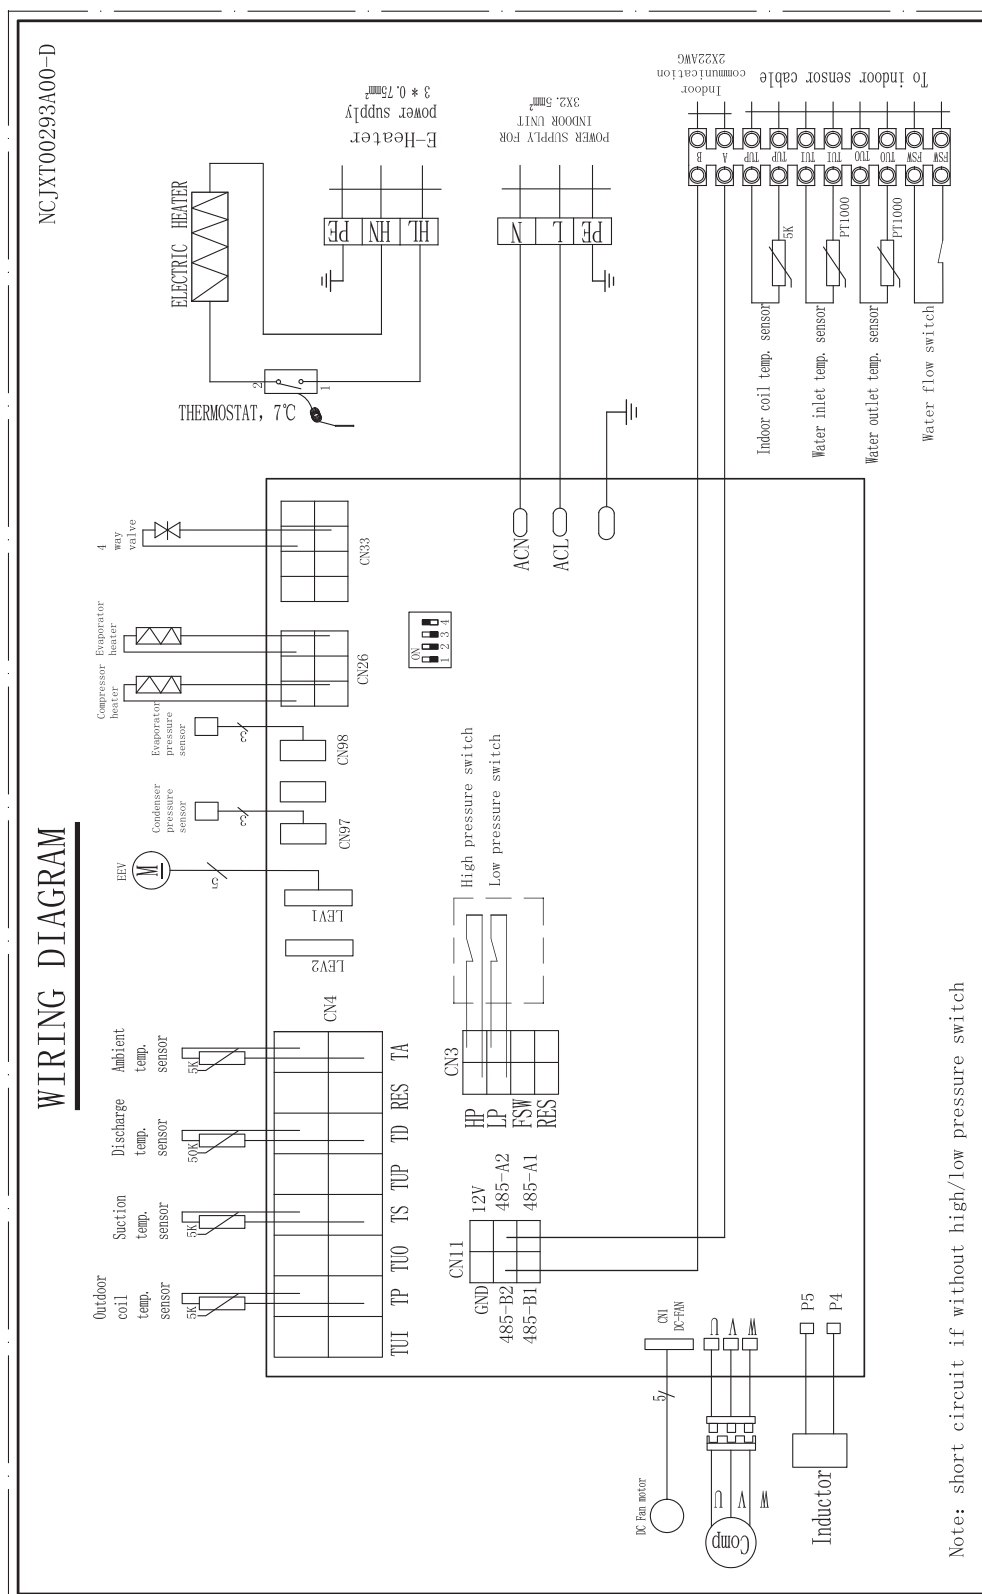 WIRING DIAGRAM
NCJXT00293A00-D
Outdoor
coil
temp.
sensor
5K
Suction
temp.
sensor
5K
Discharge
temp.
sensor
50K
Ambient
temp.
sensor
5K
EEV
M
5
Condenser
pressure
sensor
3
Evaporator
pressure
sensor
3
Compressor
heater
Evaporator
heater
4
way
valve
THERMOSTAT, 7℃
2
1
ELECTRIC HEATER
CN4
TUI
TP
TUO
TS
TUP
TD
RES
TA
LEV2
LEV1
CN97
CN98
CN26
CN33
ON
1 2 3 4
PE
HN
HL
E-Heater
power supply
3 * 0.75mm²
CN11
GND
485-B2
485-B1
12V
485-A2
485-A1
CN3
HP
LP
FSW
RES
High pressure switch
Low pressure switch
ACN
ACL
N
L
PE
POWER SUPPLY FOR
INDOOR UNIT
3X2.5mm²
DC Fan motor
5
CN1
DC-FAN
Comp
U
V
W
U
V
W
Inductor
P5
P4
B
A
TUP
TUP
TUI
TUI
TUO
TUO
FSW
FSW
Indoor
communication
2X22AWG
To indoor sensor cable
5K
Indoor coil temp. sensor
PT1000
Water inlet temp. sensor
PT1000
Water outlet temp. sensor
Water flow switch
Note: short circuit if without high/low pressure switch